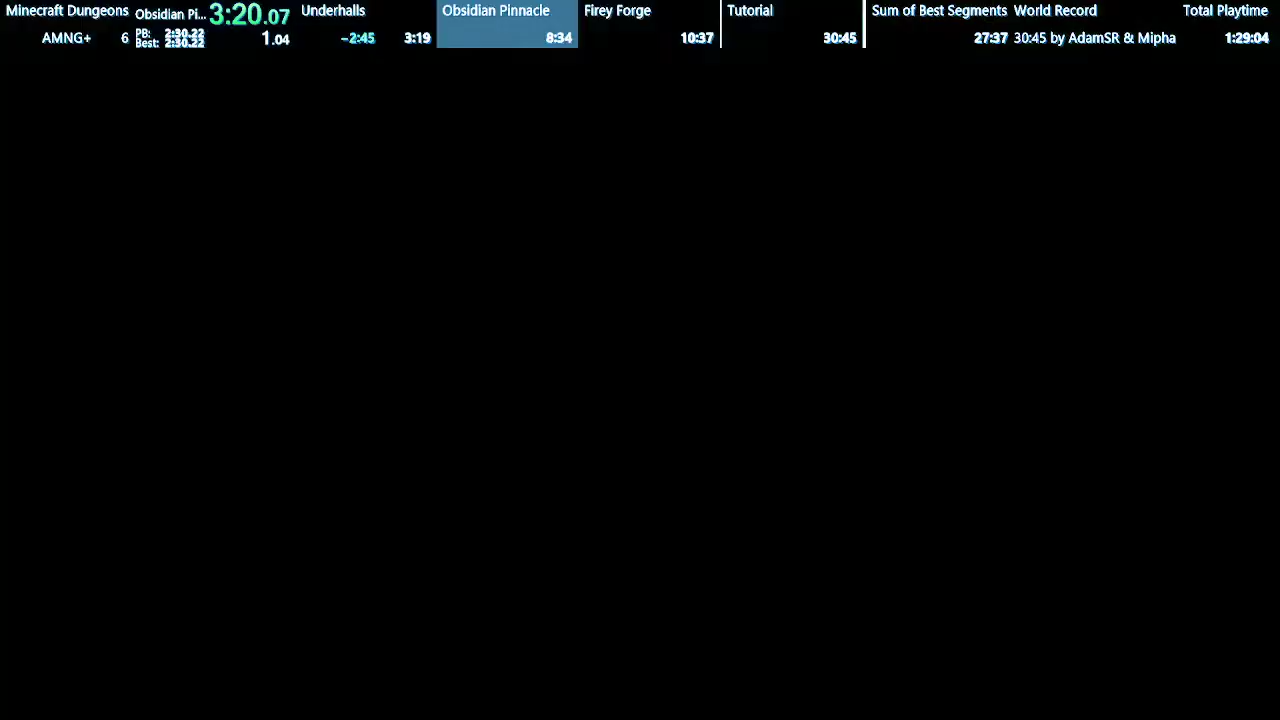 Minecraft Dungeons
AMNG+ 6
Obsidian Pi... 3:20.07
PB: 2:30.22
Best: 2:30.22
1.04
Underhalls
-2:45 3:19
Obsidian Pinnacle
8:34
Firey Forge
10:37
Tutorial
30:45
Sum of Best Segments
27:37
World Record
30:45 by AdamSR & Mipha
Total Playtime
1:29:04